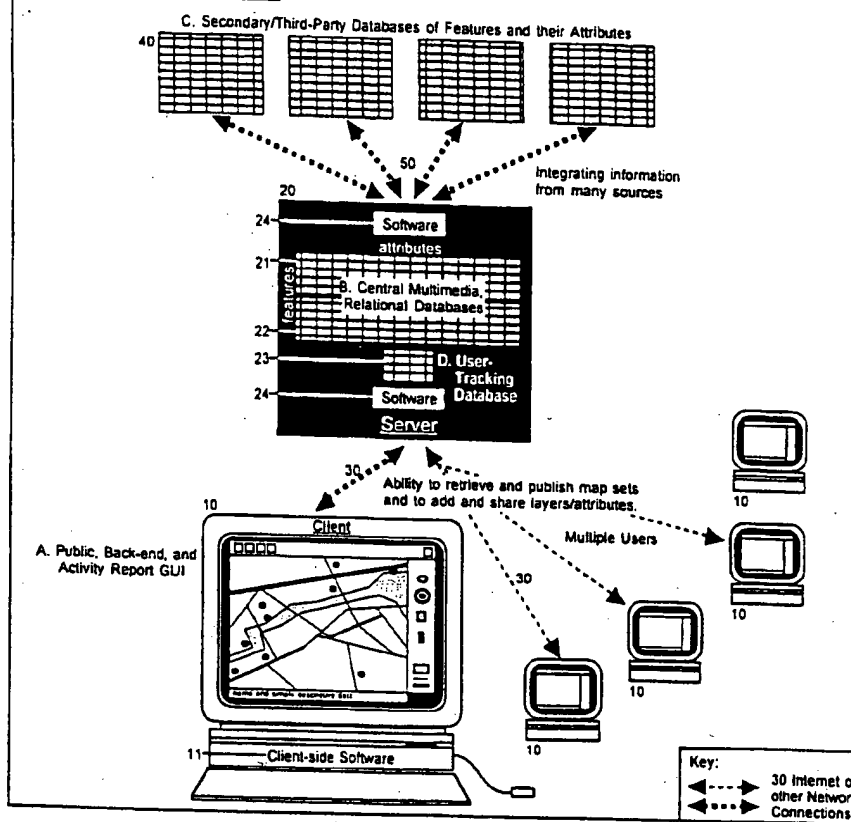 C. Secondary/Third-Party Databases of Features and their Attributes
40
50
Integrating information
from many sources
20
24
Software
attributes
21
features
B. Central Multimedia,
Relational Databases
22
23
D. User-
Tracking
Database
24
Software
Server
30
Ability to retrieve and publish map sets
and to add and share layers/attributes.
10
10
Client
Multiple Users
A. Public, Back-end, and
Activity Report GUI
10
30
10
10
11
Client-side Software
Key:
30 Internet o
other Networ
Connections